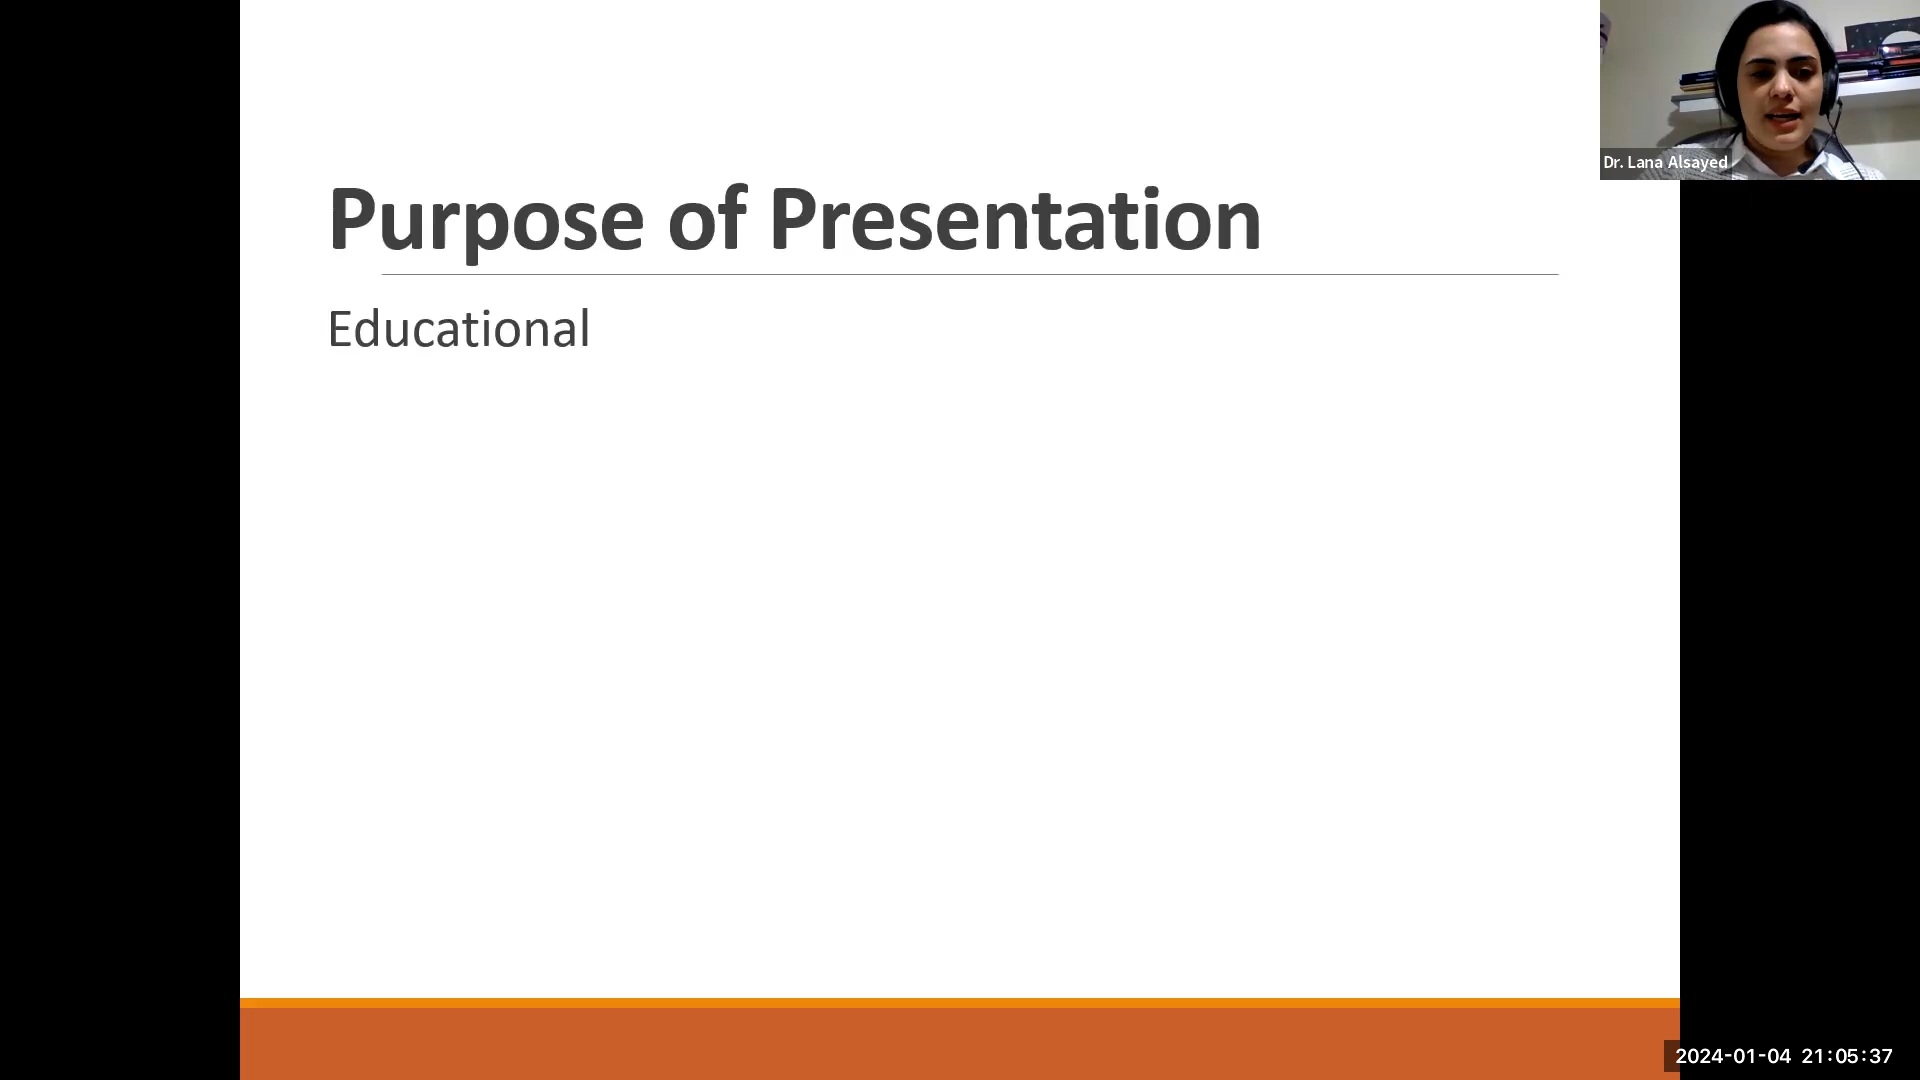 Purpose of Presentation
Educational
Dr. Lana Alsayed
2024-01-04 21:05:37